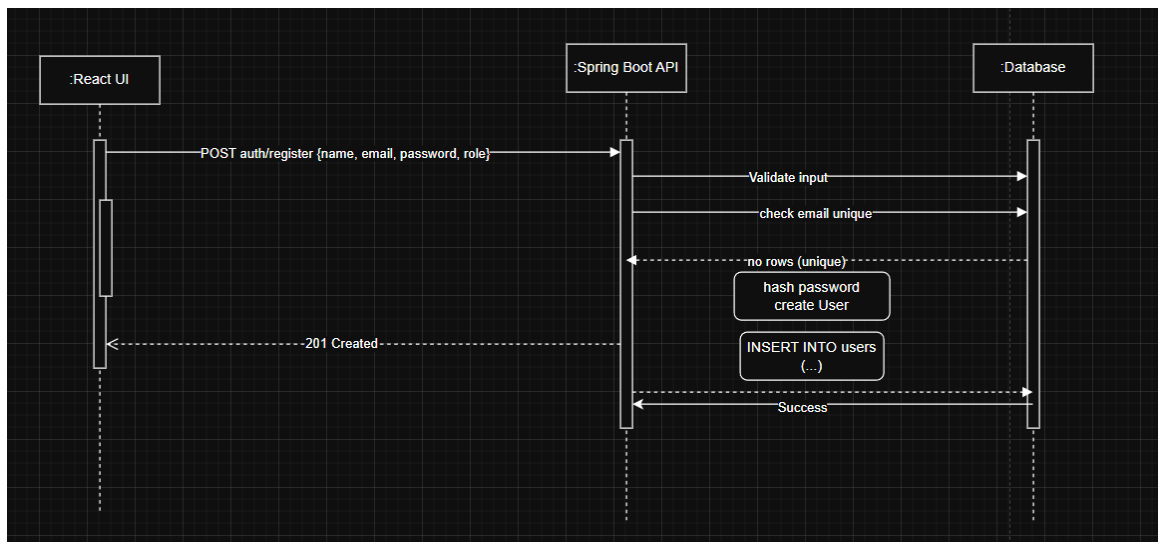 :React UI
:Spring Boot API
:Database
POST auth/register {name, email, password, role}
Validate input
check email unique
no rows (unique)
hash password
create User
201 Created
INSERT INTO users
(...)
Success